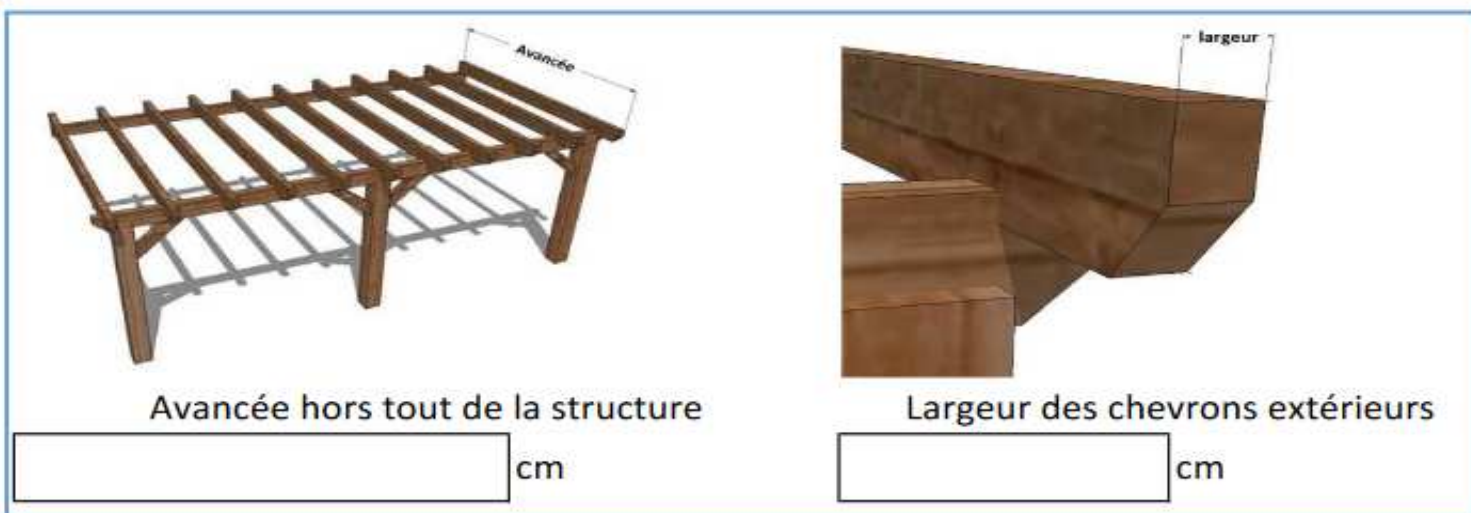 Avancée
largeur
Avancée hors tout de la structure
Largeur des chevrons extérieurs
cm
cm